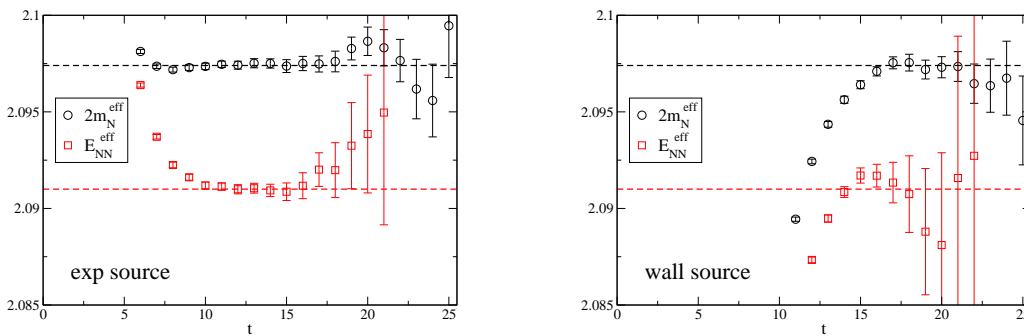 2.1
2.095
2.09
2.085
2m_N^eff
E_NN^eff
exp source
0 5 10 15 20 25
t
2.1
2.095
2.09
2.085
2m_N^eff
E_NN^eff
wall source
0 5 10 15 20 25
t